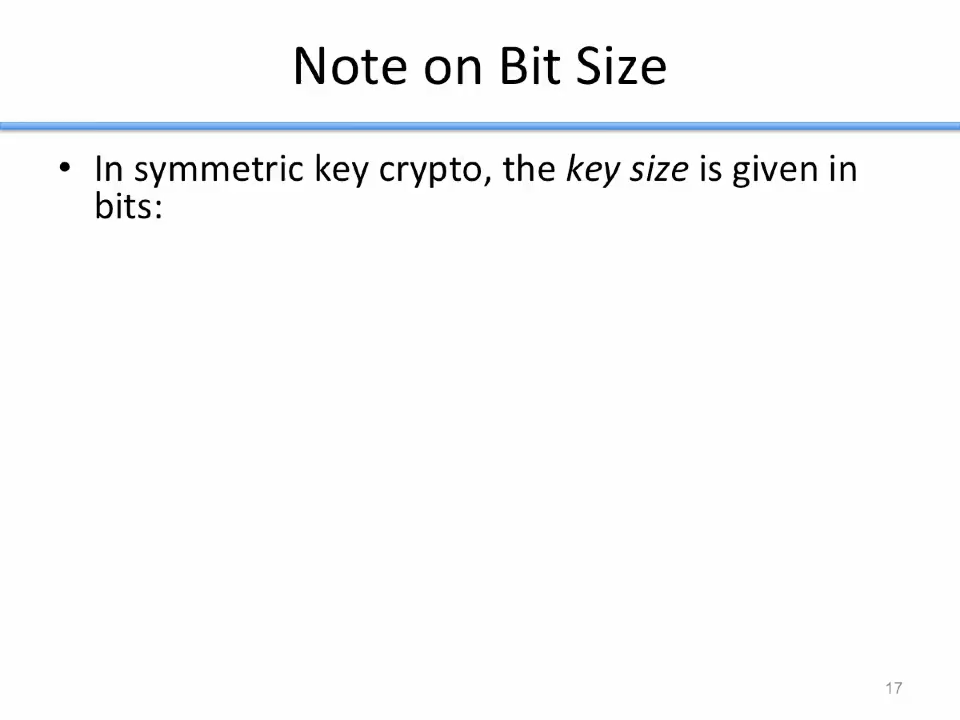 Note on Bit Size
• In symmetric key crypto, the key size is given in
bits:
17